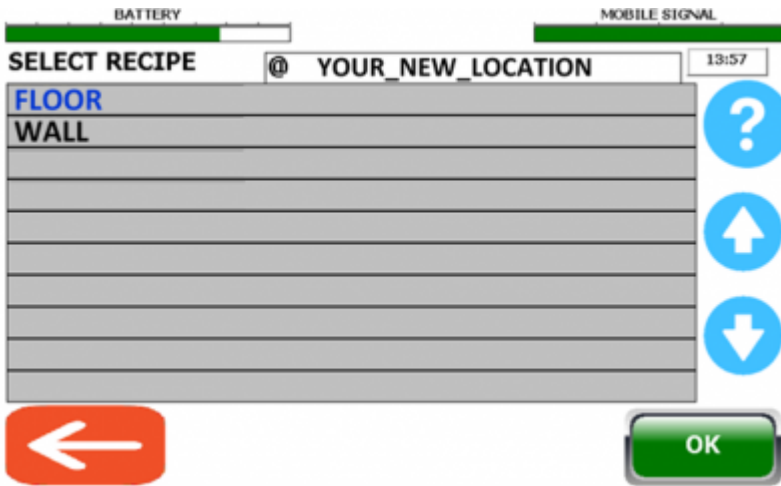 BATTERY
MOBILE SIGNAL
SELECT RECIPE
@ YOUR_NEW_LOCATION
13:57
FLOOR
WALL
?
OK